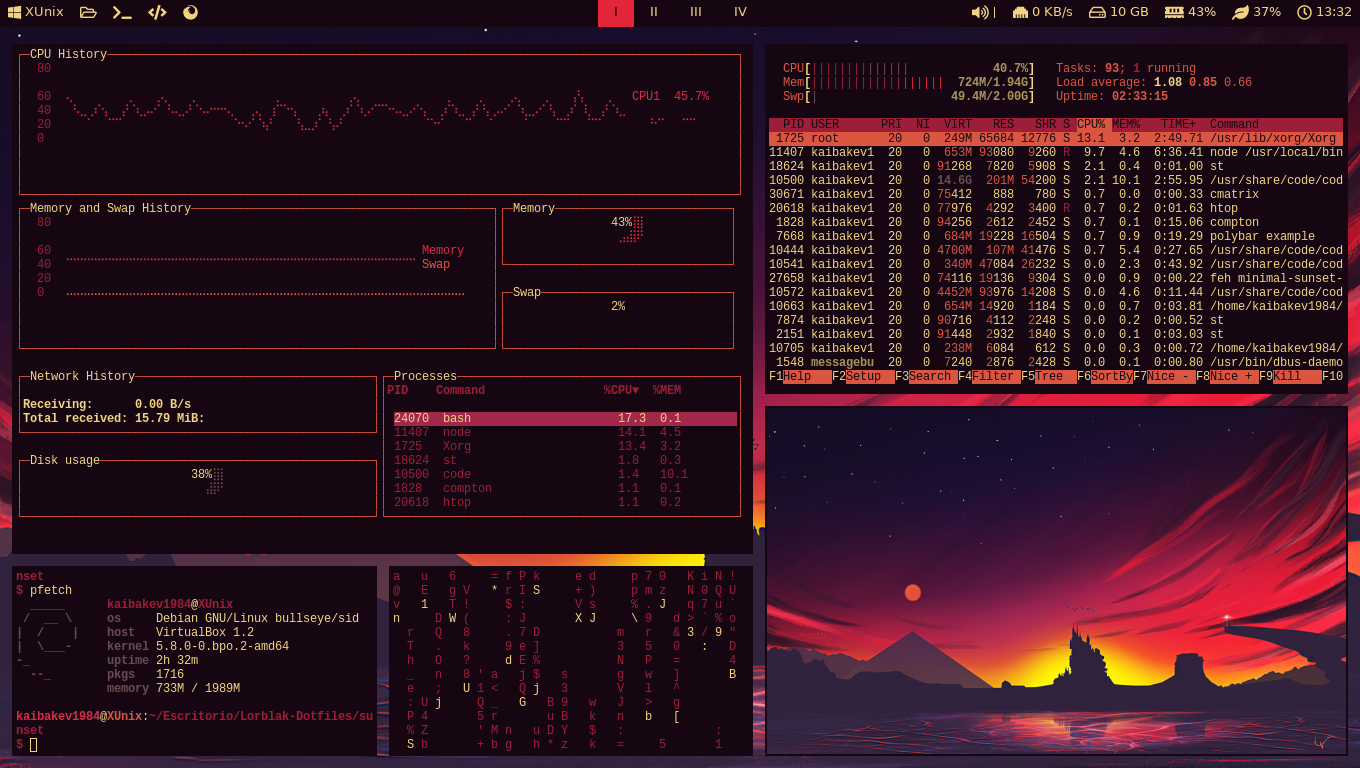 XUnix I II III IV 0 KB/s 10 GB 43% 37% 13:32
CPU History
80
60
40
20
0
CPU1 45.7%
Memory and Swap History
80
60
40
20
0
Memory
Swap
Memory
43%
Swap
2%
Network History
Receiving: 0.00 B/s
Total received: 15.79 MiB:
Disk usage
38%
Processes
PID Command %CPU▼ %MEM
24070 bash 17.3 0.1
11407 node 14.1 4.5
1725 Xorg 13.4 3.2
18624 st 1.8 0.3
10500 code 1.4 10.1
1828 compton 1.1 0.1
20618 htop 1.1 0.2
CPU[|||||||||||||| 40.7%] Tasks: 93; 1 running
Mem[||||||||||||||||||| 724M/1.94G] Load average: 1.08 0.85 0.66
Swp[| 49.4M/2.00G] Uptime: 02:33:15
PID USER PRI NI VIRT RES SHR S CPU% MEM% TIME+ Command
1725 root 20 0 249M 65684 12776 S 13.1 3.2 2:49.71 /usr/lib/xorg/Xorg
11407 kaibakev1 20 0 653M 93080 9260 R 9.7 4.6 6:36.41 node /usr/local/bin
18624 kaibakev1 20 0 91268 7820 5908 S 2.1 0.4 0:01.00 st
10500 kaibakev1 20 0 14.6G 201M 54200 S 2.1 10.1 2:55.95 /usr/share/code/cod
30671 kaibakev1 20 0 75412 888 780 S 0.7 0.0 0:00.33 cmatrix
20618 kaibakev1 20 0 77976 4292 3400 R 0.7 0.2 0:01.63 htop
1828 kaibakev1 20 0 94256 2612 2452 S 0.7 0.1 0:15.06 compton
7668 kaibakev1 20 0 684M 19228 16504 S 0.7 0.9 0:19.29 polybar example
10444 kaibakev1 20 0 4700M 107M 41476 S 0.7 5.4 0:27.65 /usr/share/code/cod
10541 kaibakev1 20 0 340M 47084 26232 S 0.0 2.3 0:43.92 /usr/share/code/cod
27658 kaibakev1 20 0 74116 19136 9304 S 0.0 0.9 0:00.22 feh minimal-sunset-
10572 kaibakev1 20 0 4452M 93976 14208 S 0.0 4.6 0:11.44 /usr/share/code/cod
10663 kaibakev1 20 0 654M 14920 1184 S 0.0 0.7 0:03.81 /home/kaibakev1984/
7874 kaibakev1 20 0 90716 4112 2248 S 0.0 0.2 0:00.52 st
2151 kaibakev1 20 0 91448 2932 1840 S 0.0 0.1 0:03.03 st
10705 kaibakev1 20 0 238M 6084 612 S 0.0 0.3 0:00.72 /home/kaibakev1984/
1548 messagebu 20 0 7240 2876 2428 S 0.0 0.1 0:00.80 /usr/bin/dbus-daemo
F1Help F2Setup F3Search F4Filter F5Tree F6SortByF7Nice - F8Nice + F9Kill F10
nset
$ pfetch
kaibakev1984@XUnix
os Debian GNU/Linux bullseye/sid
host VirtualBox 1.2
kernel 5.8.0-0.bpo.2-amd64
uptime 2h 32m
pkgs 1716
memory 733M / 1989M
kaibakev1984@XUnix:~/Escritorio/Lorblak-Dotfiles/su
nset
$
a u 6 = f P k e d p 7 0 K i N !
@ E g V * r I S + ) p m z N 0 Q U
v 1 T ! $ : V s % . J q 7 u `
n D W ( : J X J \ 9 d > ` % o
r Q 8 . 7 D m r & 3 / 9 "
T . k 9 e ] 3 5 0 : D
h O ? d E % N P = 4
_ n 8 ' a j $ s g w ] B
e ; U 1 < Q j 3 V l ^
: U j Q _ G B 9 w J > g
P 4 5 r u B k n b [
% Z ' M n u D Y $ : :
S b + b g h * z k = 5 1